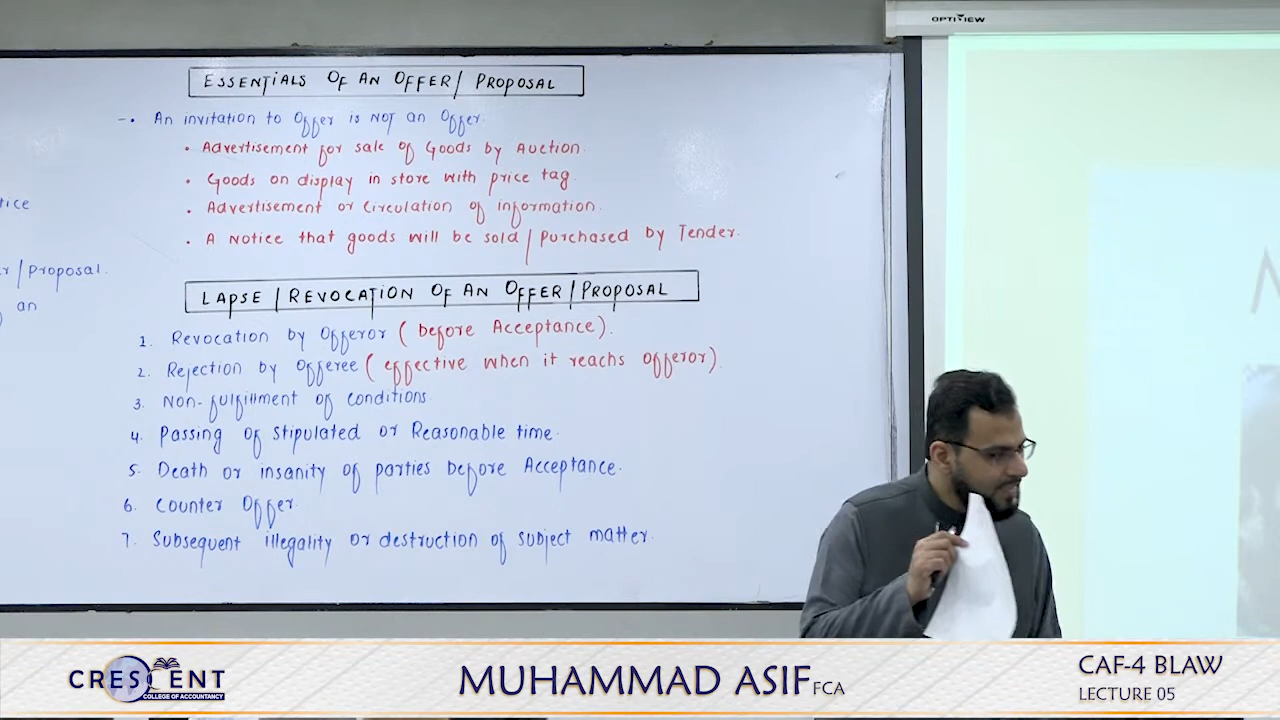 OPTIVIEW
ESSENTIALS OF AN OFFER / PROPOSAL
-• An invitation to Offer is NOT an Offer.
• Advertisement for sale of Goods by Auction.
• Goods on display in store with price tag.
• Advertisement or Circulation of information.
• A Notice that goods will be sold / purchased by Tender.
tice
r / Proposal.
an
LAPSE / REVOCATION OF AN OFFER / PROPOSAL
1. Revocation by Offeror (before Acceptance).
2. Rejection by Offeree (effective when it reachs offeror).
3. Non-fulfillment of conditions.
4. Passing of stipulated or Reasonable time.
5. Death or insanity of parties before Acceptance.
6. Counter Offer.
7. Subsequent illegality or destruction of subject matter.
CRESCENT
COLLEGE OF ACCOUNTANCY
MUHAMMAD ASIF FCA
CAF-4 BLAW
LECTURE 05